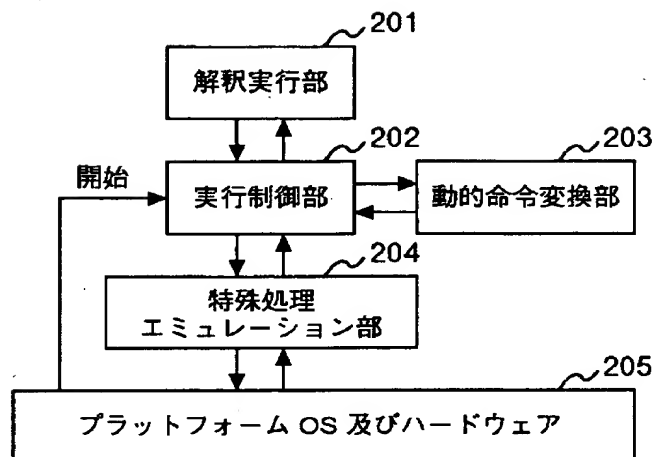 201
解釈実行部
202
203
開始
実行制御部
動的命令変換部
204
特殊処理
エミュレーション部
205
プラットフォーム OS 及びハードウェア